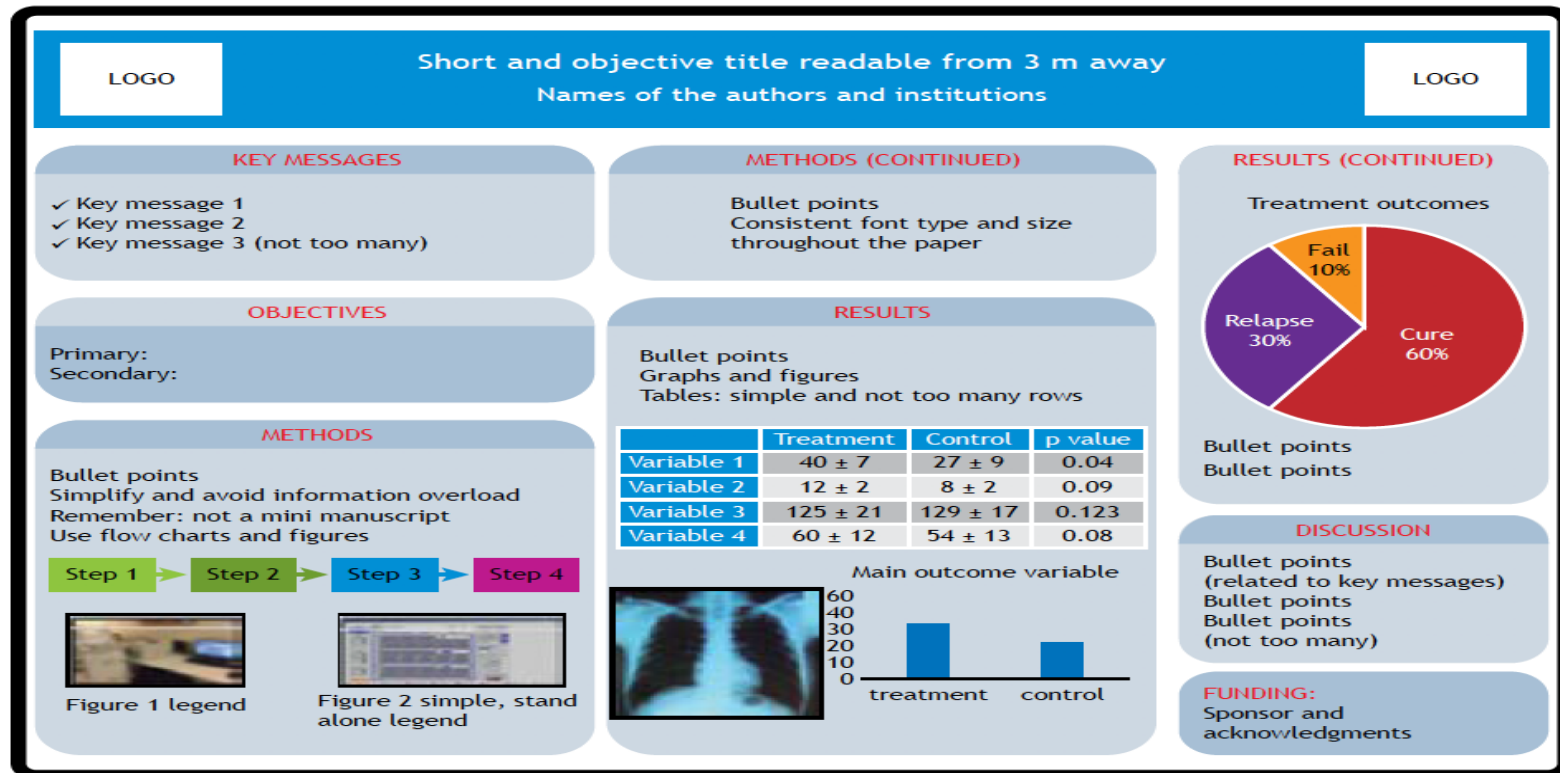 LOGO
Short and objective title readable from 3 m away
Names of the authors and institutions
LOGO
KEY MESSAGES
✓ Key message 1
✓ Key message 2
✓ Key message 3 (not too many)
OBJECTIVES
Primary:
Secondary:
METHODS
Bullet points
Simplify and avoid information overload
Remember: not a mini manuscript
Use flow charts and figures
Step 1 Step 2 Step 3 Step 4
Figure 1 legend
Figure 2 simple, stand
alone legend
METHODS (CONTINUED)
Bullet points
Consistent font type and size
throughout the paper
RESULTS
Bullet points
Graphs and figures
Tables: simple and not too many rows
Treatment Control p value
Variable 1 40 ± 7 27 ± 9 0.04
Variable 2 12 ± 2 8 ± 2 0.09
Variable 3 125 ± 21 129 ± 17 0.123
Variable 4 60 ± 12 54 ± 13 0.08
Main outcome variable
60
40
30
20
10
0
treatment control
RESULTS (CONTINUED)
Treatment outcomes
Fail
10%
Relapse
30%
Cure
60%
Bullet points
Bullet points
DISCUSSION
Bullet points
(related to key messages)
Bullet points
Bullet points
(not too many)
FUNDING:
Sponsor and
acknowledgments